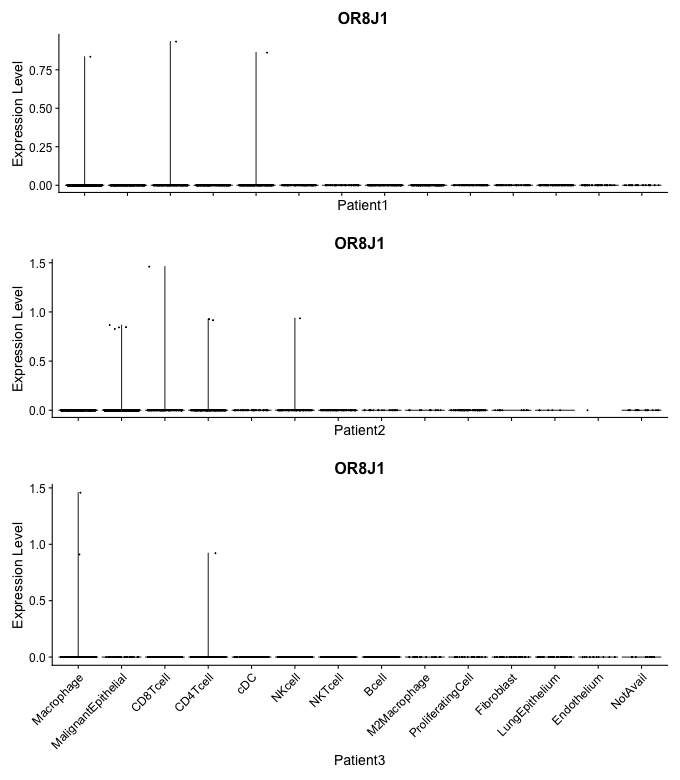 OR8J1
Expression Level
0.75
0.50
0.25
0.00
Patient1
OR8J1
Expression Level
1.5
1.0
0.5
0.0
Patient2
OR8J1
Expression Level
1.5
1.0
0.5
0.0
Macrophage
MalignantEpithelial
CD8Tcell
CD4Tcell
cDC
NKcell
NKTcell
Bcell
M2Macrophage
ProliferatingCell
Fibroblast
LungEpithelium
Endothelium
NotAvail
Patient3